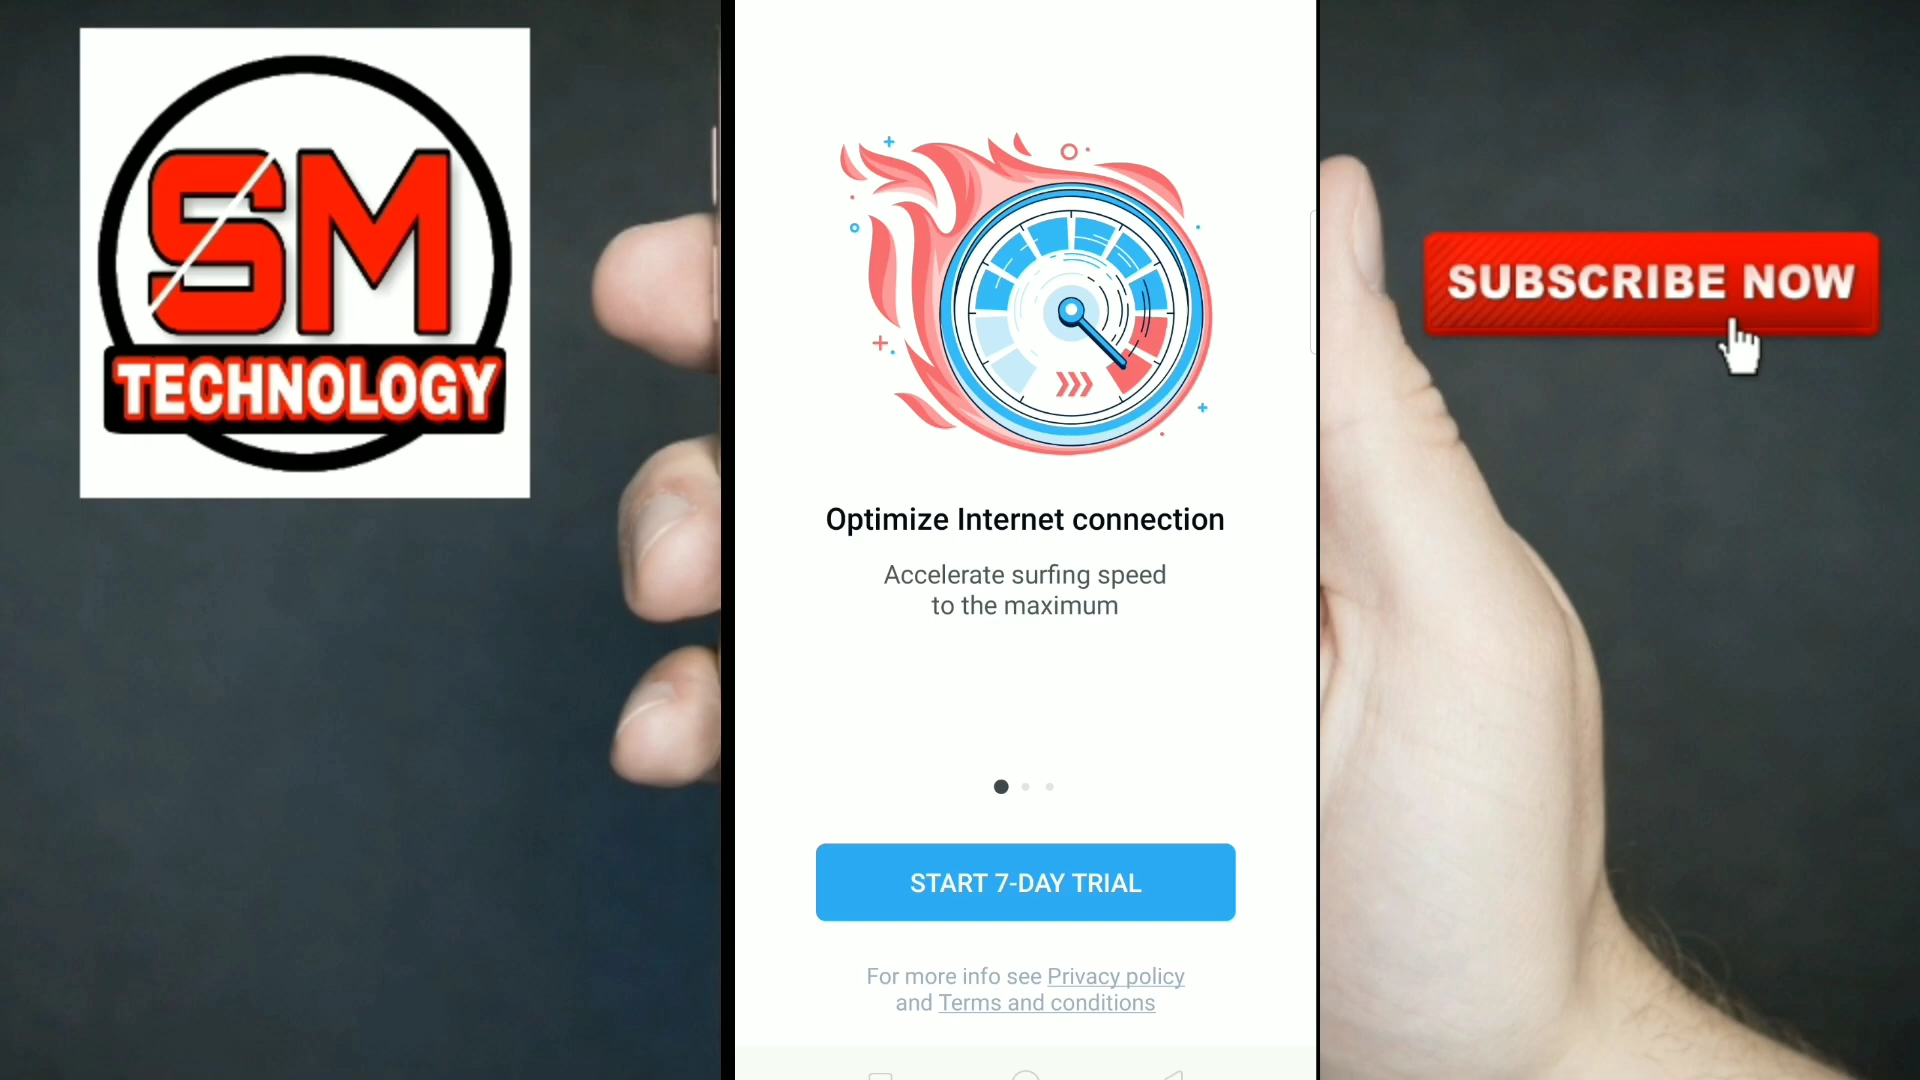 SM
TECHNOLOGY
Optimize Internet connection
Accelerate surfing speed
to the maximum
START 7-DAY TRIAL
For more info see Privacy policy
and Terms and conditions
SUBSCRIBE NOW